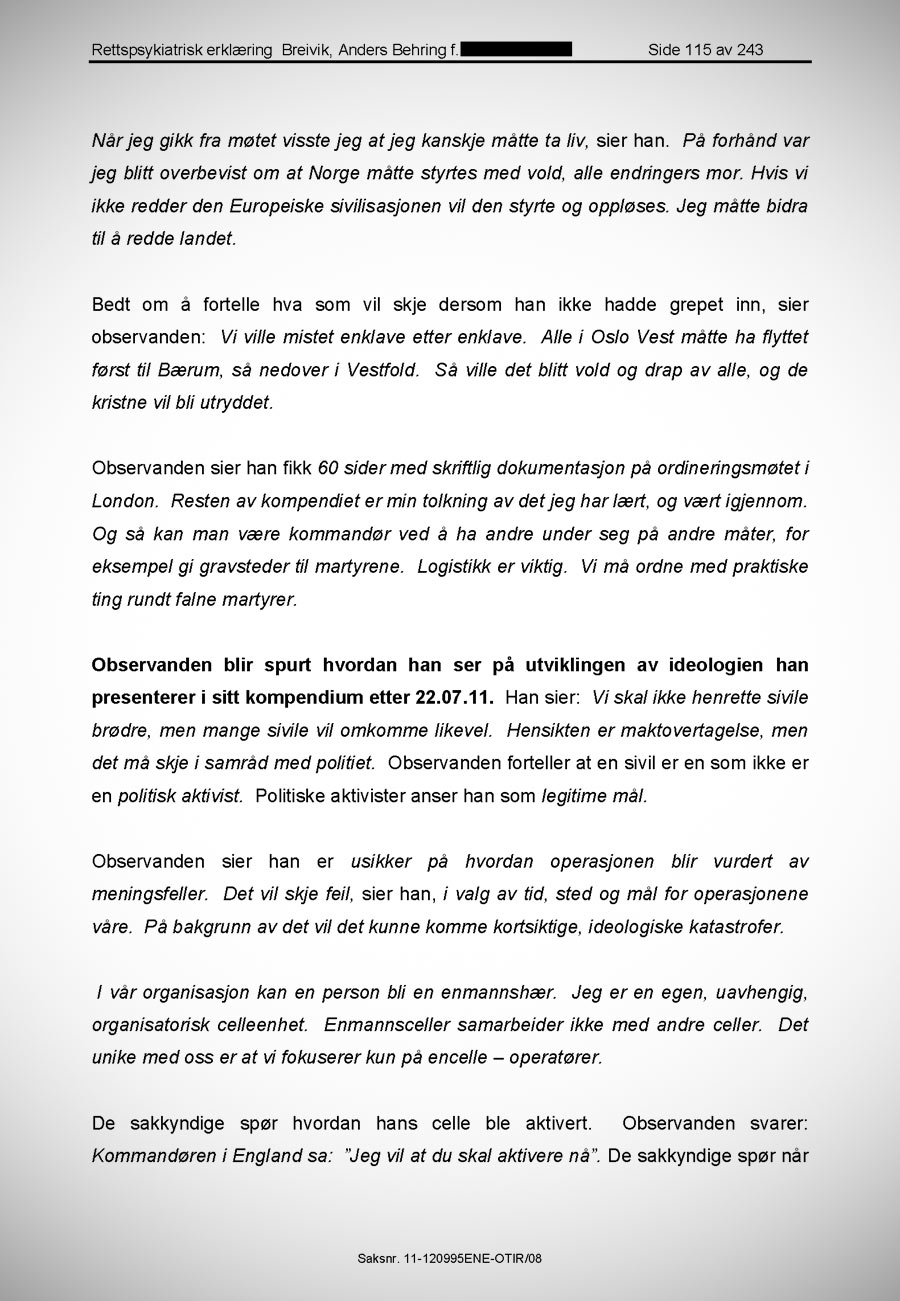 Rettspsykiatrisk erklæring Breivik, Anders Behring f. Side 115 av 243
Når jeg gikk fra møtet visste jeg at jeg kanskje måtte ta liv, sier han. På forhånd var
jeg blitt overbevist om at Norge måtte styrtes med vold, alle endringers mor. Hvis vi
ikke redder den Europeiske sivilisasjonen vil den styrte og oppløses. Jeg måtte bidra
til å redde landet.
Bedt om å fortelle hva som vil skje dersom han ikke hadde grepet inn, sier
observanden: Vi ville mistet enklave etter enklave. Alle i Oslo Vest måtte ha flyttet
først til Bærum, så nedover i Vestfold. Så ville det blitt vold og drap av alle, og de
kristne vil bli utryddet.
Observanden sier han fikk 60 sider med skriftlig dokumentasjon på ordineringsmøtet i
London. Resten av kompendiet er min tolkning av det jeg har lært, og vært igjennom.
Og så kan man være kommandør ved å ha andre under seg på andre måter, for
eksempel gi gravsteder til martyrene. Logistikk er viktig. Vi må ordne med praktiske
ting rundt falne martyrer.
Observanden blir spurt hvordan han ser på utviklingen av ideologien han
presenterer i sitt kompendium etter 22.07.11. Han sier: Vi skal ikke henrette sivile
brødre, men mange sivile vil omkomme likevel. Hensikten er maktovertagelse, men
det må skje i samråd med politiet. Observanden forteller at en sivil er en som ikke er
en politisk aktivist. Politiske aktivister anser han som legitime mål.
Observanden sier han er usikker på hvordan operasjonen blir vurdert av
meningsfeller. Det vil skje feil, sier han, i valg av tid, sted og mål for operasjonene
våre. På bakgrunn av det vil det kunne komme kortsiktige, ideologiske katastrofer.
I vår organisasjon kan en person bli en enmannshær. Jeg er en egen, uavhengig,
organisatorisk celleenhet. Enmannsceller samarbeider ikke med andre celler. Det
unike med oss er at vi fokuserer kun på encelle – operatører.
De sakkyndige spør hvordan hans celle ble aktivert. Observanden svarer:
Kommandøren i England sa: ”Jeg vil at du skal aktivere nå”. De sakkyndige spør når
Saksnr. 11-120995ENE-OTIR/08